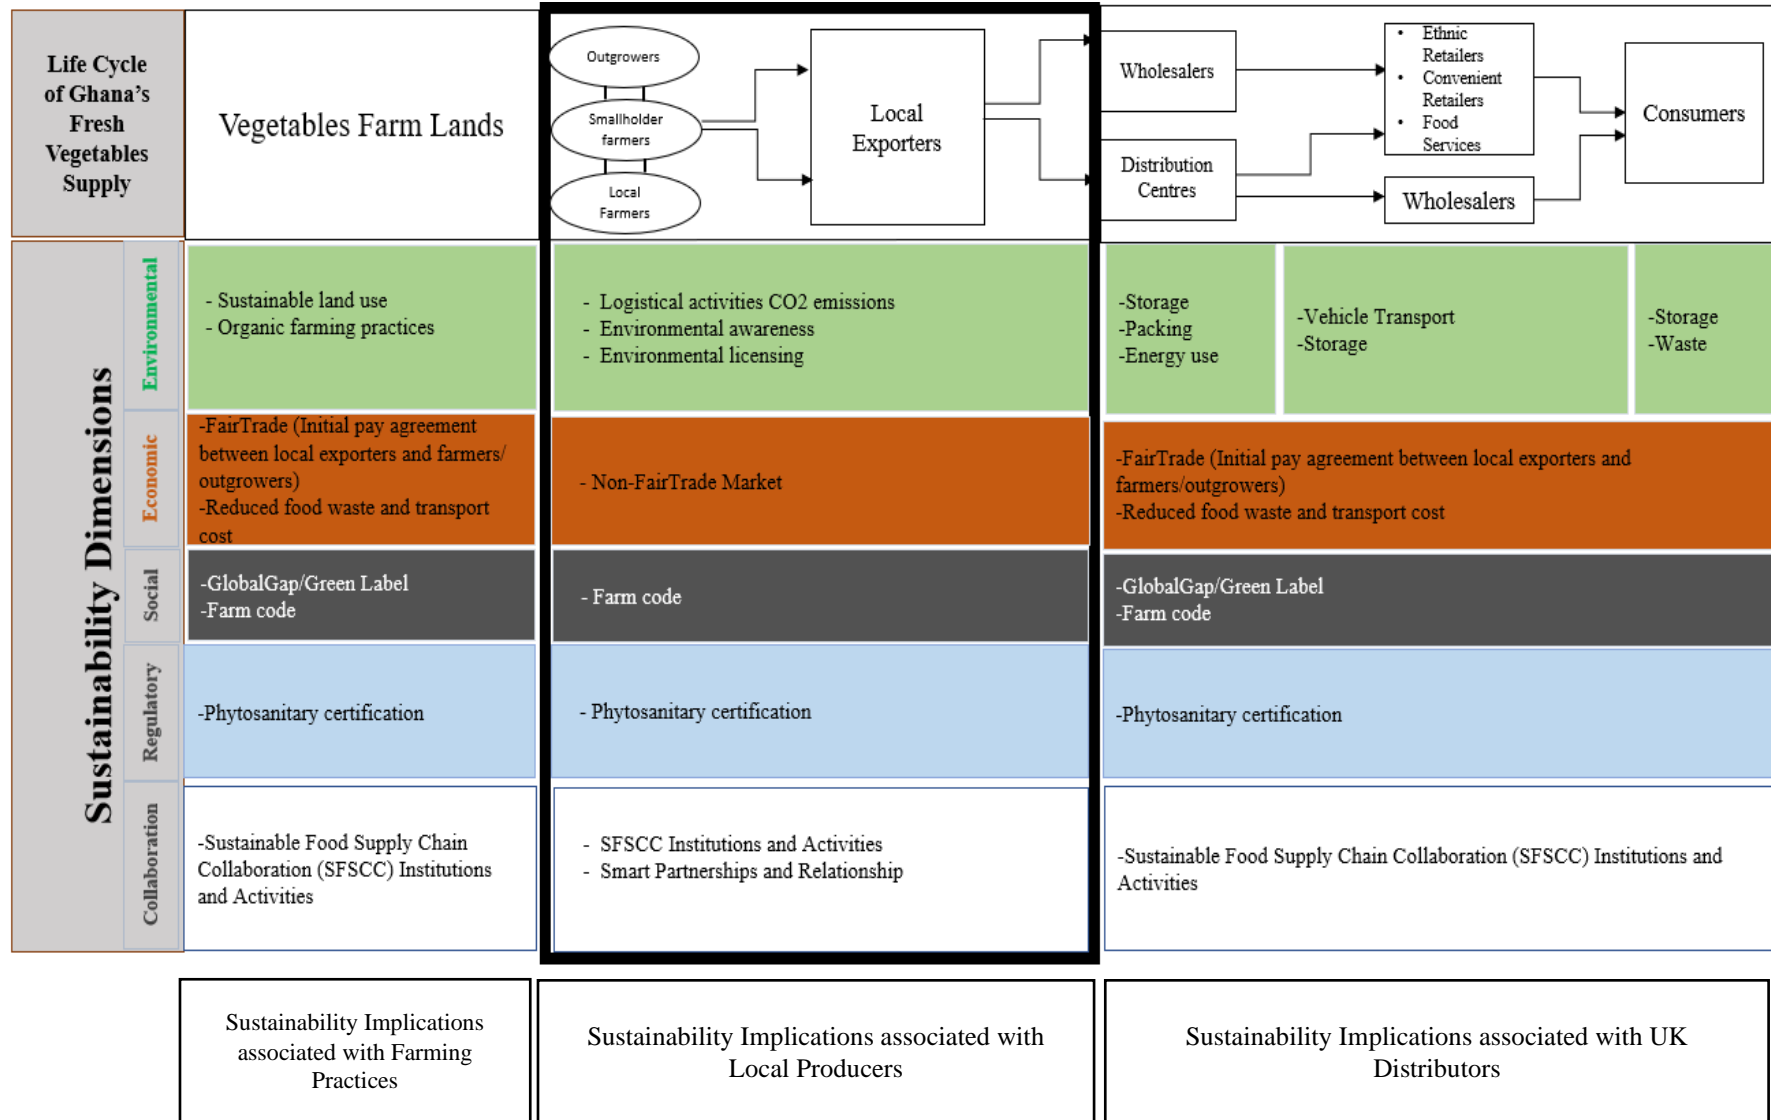 Life Cycle
of Ghana's
Fresh
Vegetables
Supply
Vegetables Farm Lands
Outgrowers
Smallholder
farmers
Local
Farmers
Local
Exporters
Wholesalers
Distribution
Centres
• Ethnic
Retailers
• Convenient
Retailers
• Food
Services
Wholesalers
Consumers
Sustainability Dimensions
Environmental
- Sustainable land use
- Organic farming practices
- Logistical activities CO2 emissions
- Environmental awareness
- Environmental licensing
-Storage
-Packing
-Energy use
-Vehicle Transport
-Storage
-Storage
-Waste
Economic
-FairTrade (Initial pay agreement
between local exporters and farmers/
outgrowers)
-Reduced food waste and transport
cost
- Non-FairTrade Market
-FairTrade (Initial pay agreement between local exporters and
farmers/outgrowers)
-Reduced food waste and transport cost
Social
-GlobalGap/Green Label
-Farm code
- Farm code
-GlobalGap/Green Label
-Farm code
Regulatory
-Phytosanitary certification
- Phytosanitary certification
-Phytosanitary certification
Collaboration
-Sustainable Food Supply Chain
Collaboration (SFSCC) Institutions
and Activities
- SFSCC Institutions and Activities
- Smart Partnerships and Relationship
-Sustainable Food Supply Chain Collaboration (SFSCC) Institutions and
Activities
Sustainability Implications
associated with Farming
Practices
Sustainability Implications associated with
Local Producers
Sustainability Implications associated with UK
Distributors